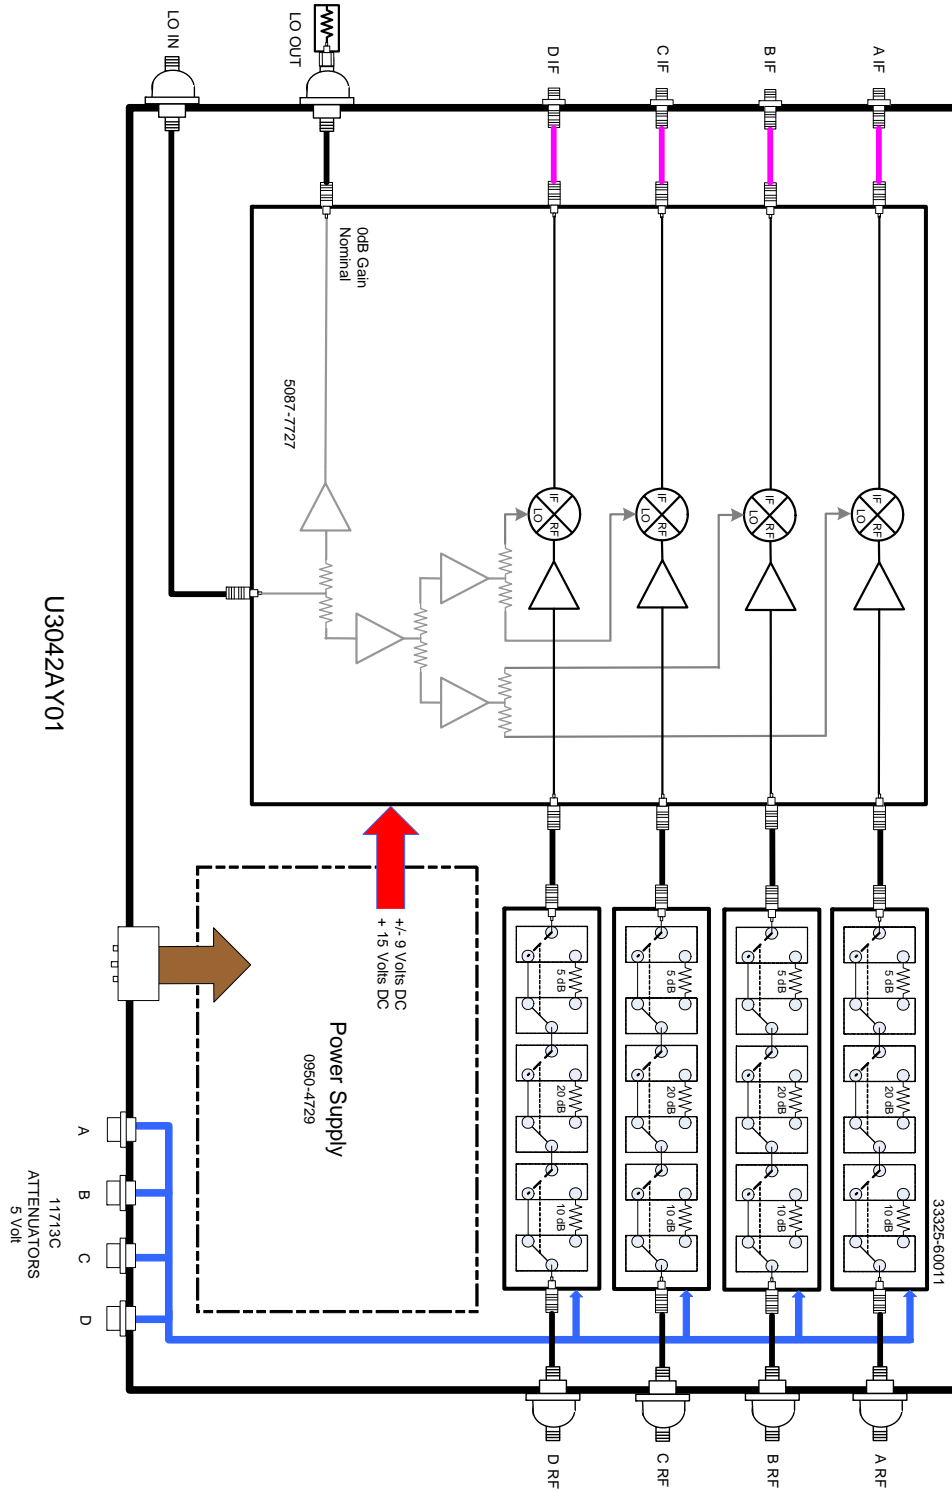 LO IN
LO OUT
D IF
C IF
B IF
A IF
0dB Gain
Nominal
5087-7727
IF
LO
RF
IF
LO
RF
IF
LO
RF
IF
LO
RF
U3042AY01
+/- 9 Volts DC
+ 15 Volts DC
Power Supply
0950-4729
5 dB
20 dB
10 dB
5 dB
20 dB
10 dB
5 dB
20 dB
10 dB
5 dB
20 dB
10 dB
33325-60011
A
B
C
D
11713C
ATTENUATORS
5 Volt
D RF
C RF
B RF
A RF